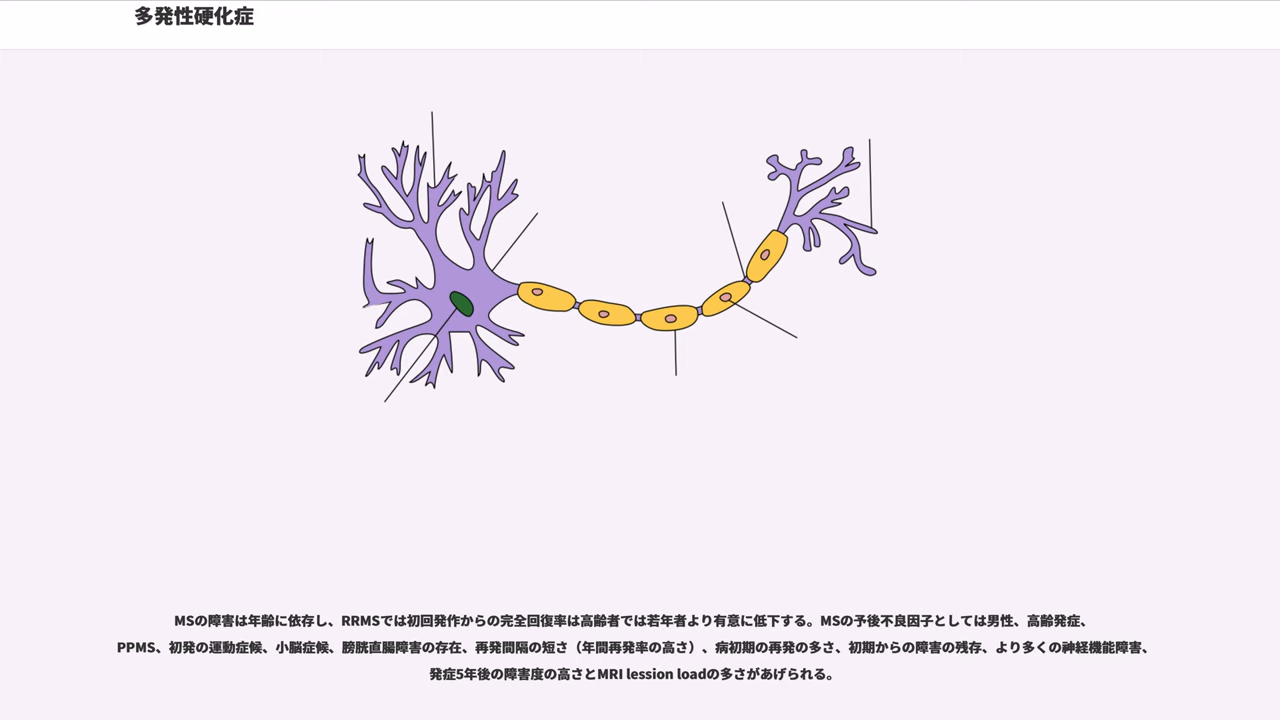 多発性硬化症
MSの障害は年齢に依存し、RRMSでは初回発作からの完全回復率は高齢者では若年者より有意に低下する。MSの予後不良因子としては男性、高齢発症、
PPMS、初発の運動症候、小脳症候、膀胱直腸障害の存在、再発間隔の短さ（年間再発率の高さ）、病初期の再発の多さ、初期からの障害の残存、より多くの神経機能障害、
発症5年後の障害度の高さとMRI lession loadの多さがあげられる。